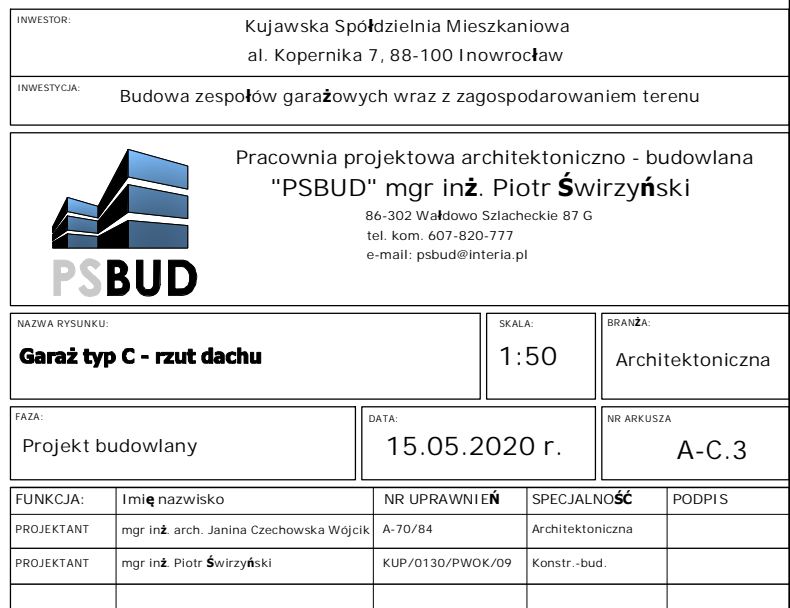 INWESTOR:
Kujawska Spółdzielnia Mieszkaniowa
al. Kopernika 7, 88-100 Inowrocław
INWESTYCJA:
Budowa zespołów garażowych wraz z zagospodarowaniem terenu
PSBUD
Pracownia projektowa architektoniczno - budowlana
"PSBUD" mgr inż. Piotr Świrzyński
86-302 Wałdowo Szlacheckie 87 G
tel. kom. 607-820-777
e-mail: psbud@interia.pl
NAZWA RYSUNKU:
Garaż typ C - rzut dachu
SKALA:
1:50
BRANŻA:
Architektoniczna
FAZA:
Projekt budowlany
DATA:
15.05.2020 r.
NR ARKUSZA
A-C.3
FUNKCJA: Imię nazwisko NR UPRAWNIEŃ SPECJALNOŚĆ PODPIS
PROJEKTANT mgr inż. arch. Janina Czechowska Wójcik A-70/84 Architektoniczna
PROJEKTANT mgr inż. Piotr Świrzyński KUP/0130/PWOK/09 Konstr.-bud.